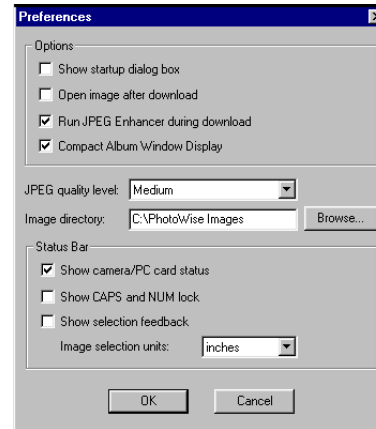 Preferences
Options
Show startup dialog box
Open image after download
Run JPEG Enhancer during download
Compact Album Window Display
JPEG quality level: Medium
Image directory: C:\PhotoWise Images Browse...
Status Bar
Show camera/PC card status
Show CAPS and NUM lock
Show selection feedback
Image selection units: inches
OK Cancel